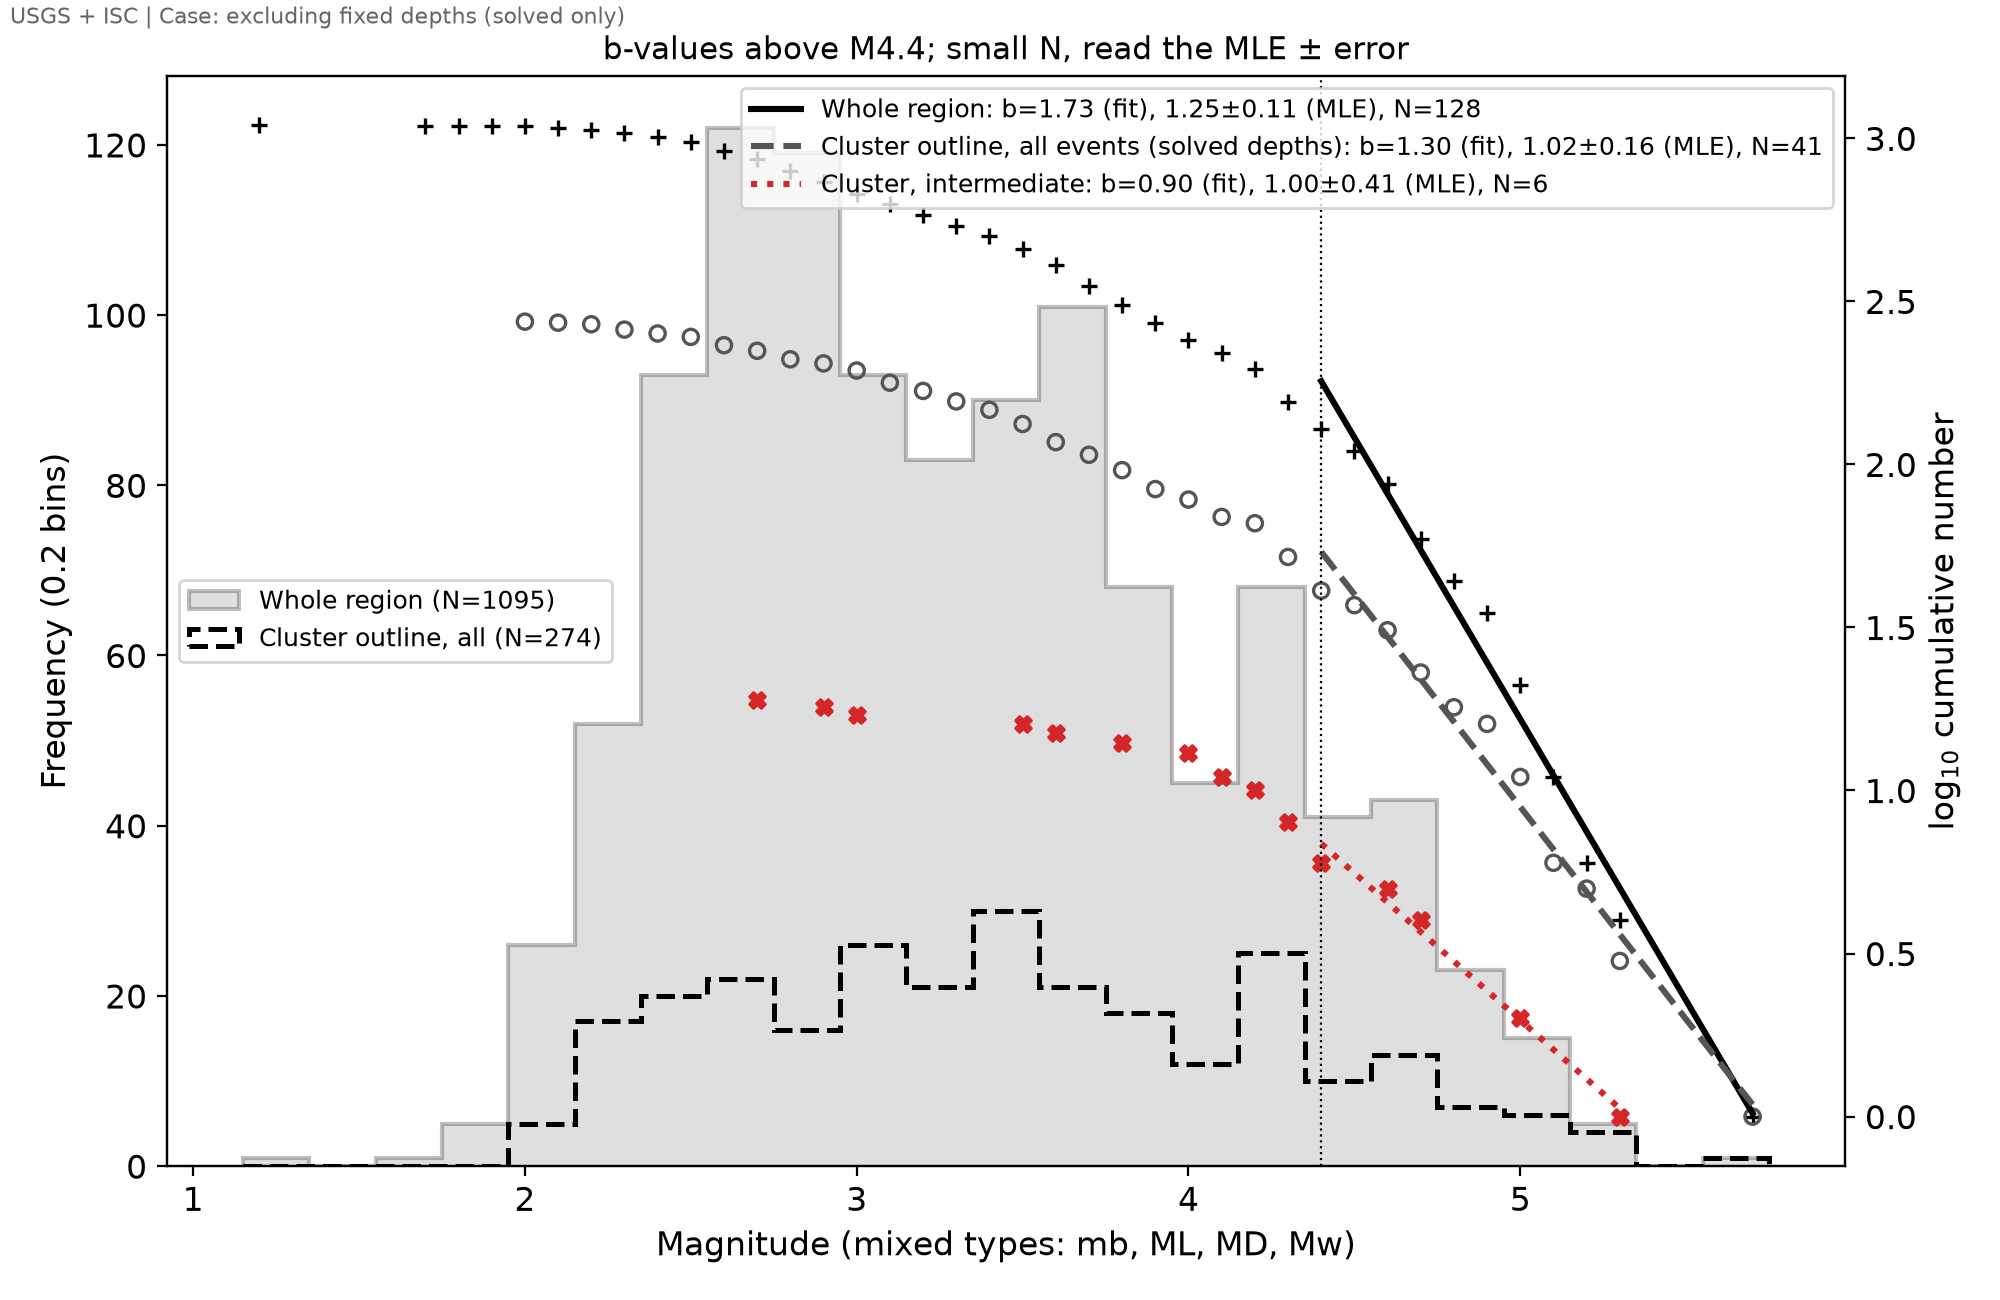 USGS + ISC | Case: excluding fixed depths (solved only)
b-values above M4.4; small N, read the MLE ± error
Whole region: b=1.73 (fit), 1.25±0.11 (MLE), N=128
Cluster outline, all events (solved depths): b=1.30 (fit), 1.02±0.16 (MLE), N=41
Cluster, intermediate: b=0.90 (fit), 1.00±0.41 (MLE), N=6
Whole region (N=1095)
Cluster outline, all (N=274)
Frequency (0.2 bins)
120
100
80
60
40
20
0
3.0
2.5
2.0
1.5
1.0
0.5
0.0
log₁₀ cumulative number
1 2 3 4 5
Magnitude (mixed types: mb, ML, MD, Mw)